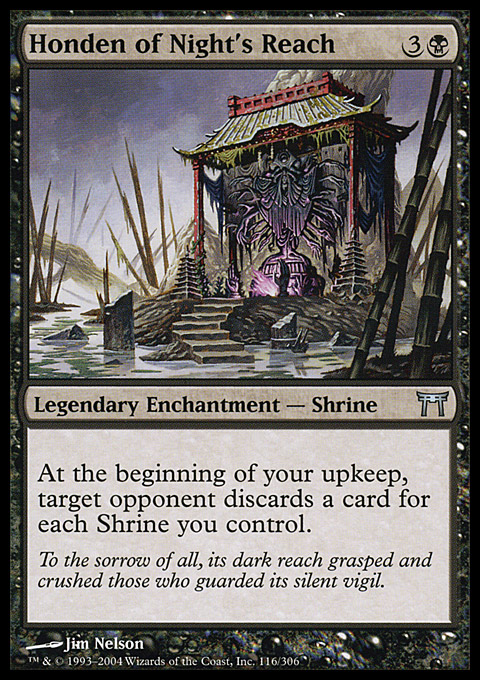 Honden of Night's Reach 3
Legendary Enchantment — Shrine
At the beginning of your upkeep,
target opponent discards a card for
each Shrine you control.
To the sorrow of all, its dark reach grasped and
crushed those who guarded its silent vigil.
Jim Nelson
™ & © 1993–2004 Wizards of the Coast, Inc. 116/306